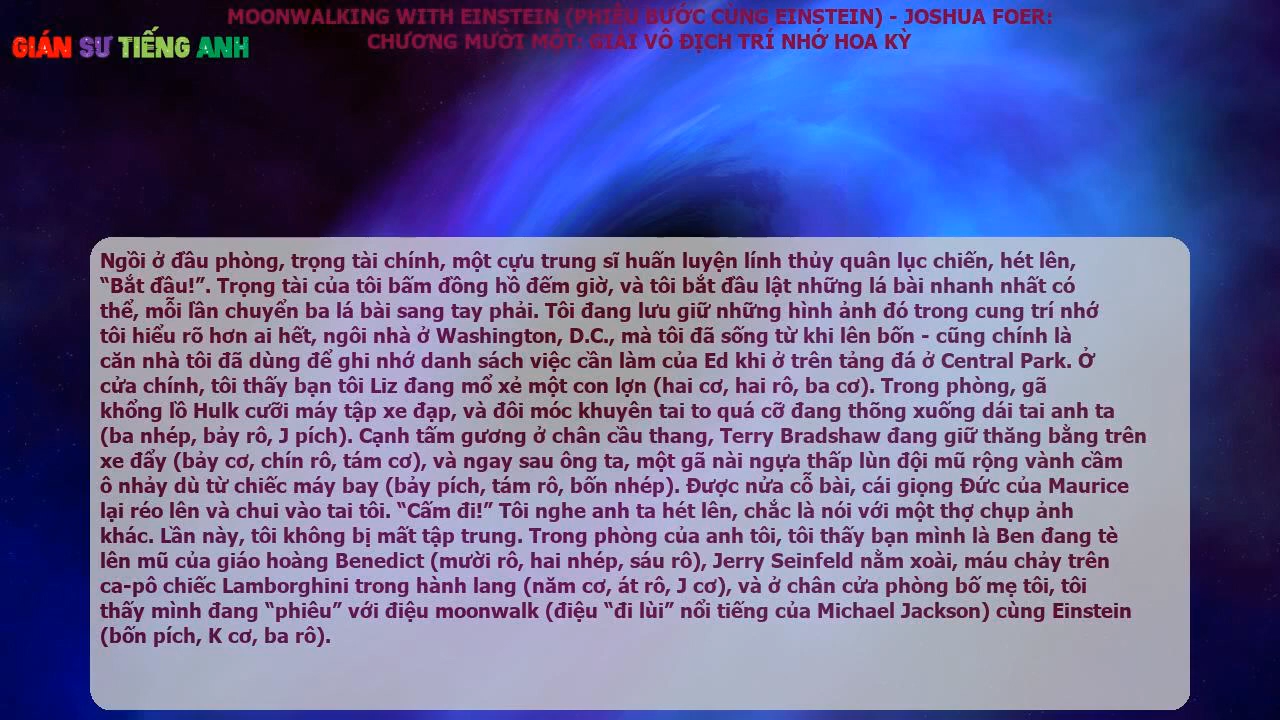 MOONWALKING WITH EINSTEIN (PHIÊU BƯỚC CÙNG EINSTEIN) - JOSHUA FOER:
CHƯƠNG MƯỜI MỘT: GIẢI VÔ ĐỊCH TRÍ NHỚ HOA KỲ
GIÁN SƯ TIẾNG ANH
Ngồi ở đầu phòng, trọng tài chính, một cựu trung sĩ huấn luyện lính thủy quân lục chiến, hét lên,
“Bắt đầu!”. Trọng tài của tôi bấm đồng hồ đếm giờ, và tôi bắt đầu lật những lá bài nhanh nhất có
thể, mỗi lần chuyển ba lá bài sang tay phải. Tôi đang lưu giữ những hình ảnh đó trong cung trí nhớ
tôi hiểu rõ hơn ai hết, ngôi nhà ở Washington, D.C., mà tôi đã sống từ khi lên bốn - cũng chính là
căn nhà tôi đã dùng để ghi nhớ danh sách việc cần làm của Ed khi ở trên tảng đá ở Central Park. Ở
cửa chính, tôi thấy bạn tôi Liz đang mổ xẻ một con lợn (hai cơ, hai rô, ba cơ). Trong phòng, gã
khổng lồ Hulk cưỡi máy tập xe đạp, và đôi móc khuyên tai to quá cỡ đang thõng xuống dái tai anh ta
(ba nhép, bảy rô, J pích). Cạnh tấm gương ở chân cầu thang, Terry Bradshaw đang giữ thăng bằng trên
xe đẩy (bảy cơ, chín rô, tám cơ), và ngay sau ông ta, một gã nài ngựa thấp lùn đội mũ rộng vành cầm
ô nhảy dù từ chiếc máy bay (bảy pích, tám rô, bốn nhép). Được nửa cỗ bài, cái giọng Đức của Maurice
lại réo lên và chui vào tai tôi. “Cấm đi!” Tôi nghe anh ta hét lên, chắc là nói với một thợ chụp ảnh
khác. Lần này, tôi không bị mất tập trung. Trong phòng của anh tôi, tôi thấy bạn mình là Ben đang tè
lên mũ của giáo hoàng Benedict (mười rô, hai nhép, sáu rô), Jerry Seinfeld nằm xoài, máu chảy trên
ca-pô chiếc Lamborghini trong hành lang (năm cơ, át rô, J cơ), và ở chân cửa phòng bố mẹ tôi, tôi
thấy mình đang “phiêu” với điệu moonwalk (điệu “đi lùi” nổi tiếng của Michael Jackson) cùng Einstein
(bốn pích, K cơ, ba rô).